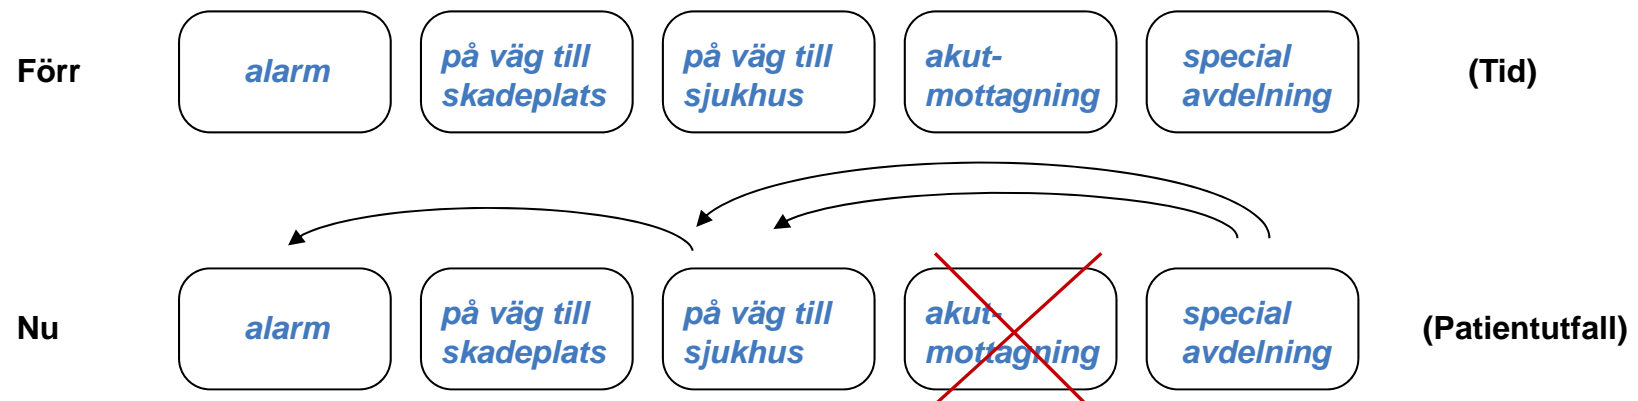 Förr
alarm
på väg till
skadeplats
på väg till
sjukhus
akut-
mottagning
special
avdelning
(Tid)
Nu
alarm
på väg till
skadeplats
på väg till
sjukhus
akut-
mottagning
special
avdelning
(Patientutfall)